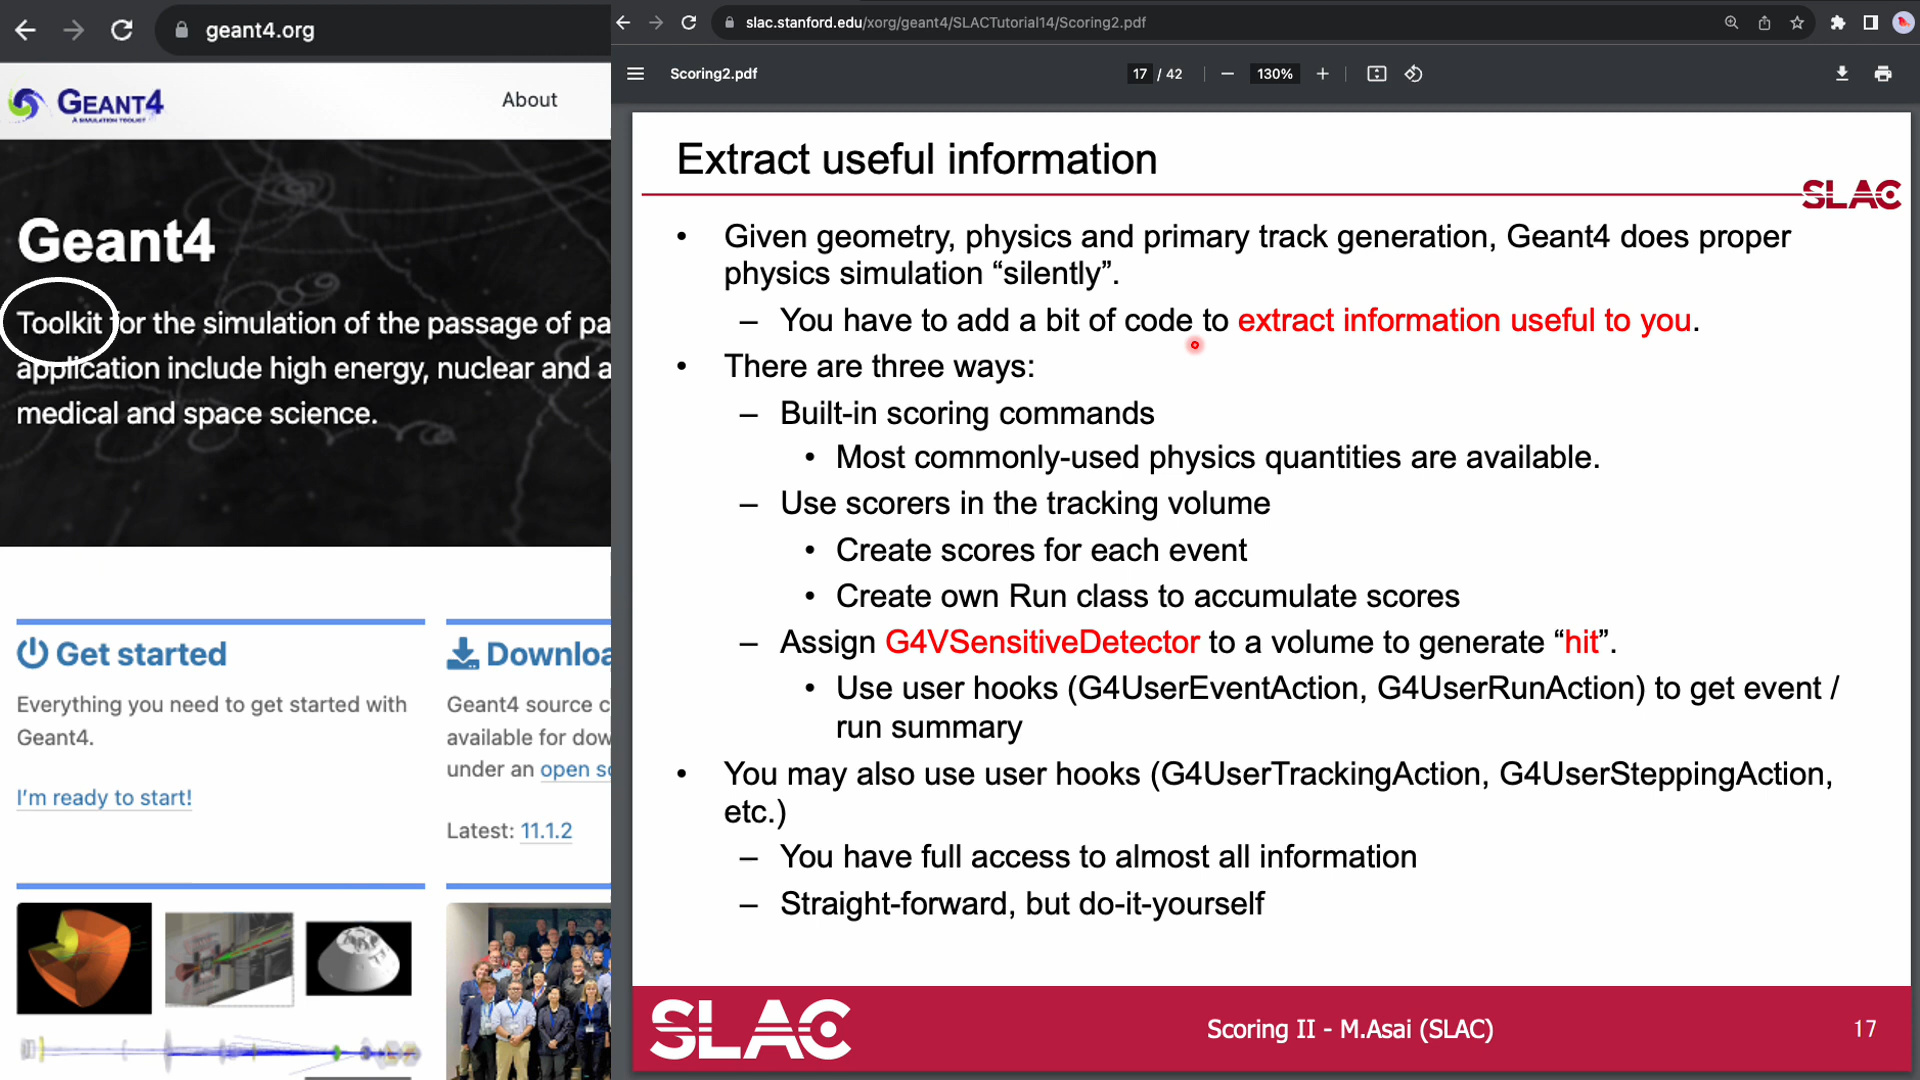 geant4.org
GEANT4
A SIMULATION TOOLKIT
About
Geant4
Toolkit for the simulation of the passage of pa
application include high energy, nuclear and a
medical and space science.
Get started
Everything you need to get started with
Geant4.
I'm ready to start!
Downloa
Geant4 source c
available for dow
under an open so
Latest: 11.1.2
slac.stanford.edu/xorg/geant4/SLACTutorial14/Scoring2.pdf
Scoring2.pdf
17 / 42
130%
Extract useful information
SLAC
• Given geometry, physics and primary track generation, Geant4 does proper
physics simulation “silently”.
– You have to add a bit of code to extract information useful to you.
• There are three ways:
– Built-in scoring commands
• Most commonly-used physics quantities are available.
– Use scorers in the tracking volume
• Create scores for each event
• Create own Run class to accumulate scores
– Assign G4VSensitiveDetector to a volume to generate “hit”.
• Use user hooks (G4UserEventAction, G4UserRunAction) to get event /
run summary
• You may also use user hooks (G4UserTrackingAction, G4UserSteppingAction,
etc.)
– You have full access to almost all information
– Straight-forward, but do-it-yourself
SLAC
Scoring II - M.Asai (SLAC)
17